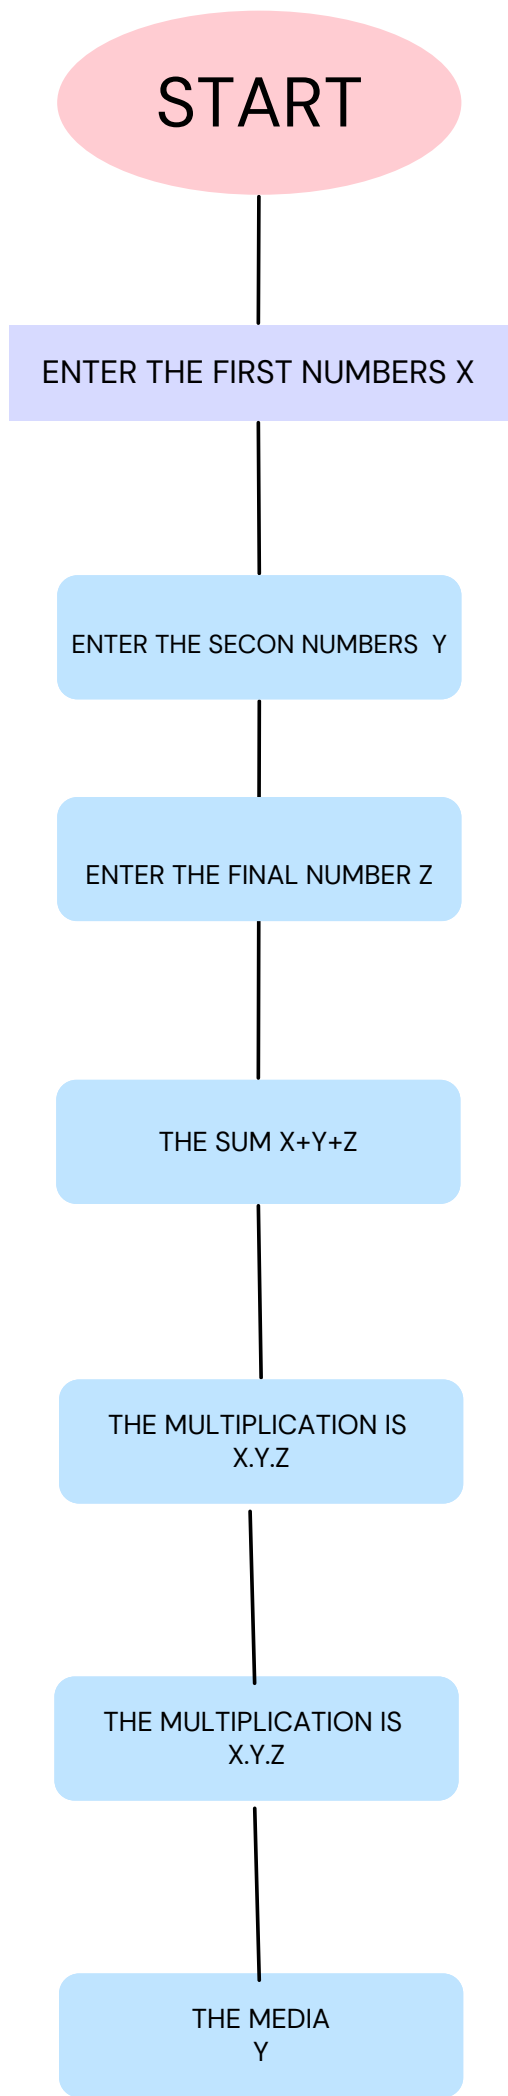 START
ENTER THE FIRST NUMBERS X
ENTER THE SECON NUMBERS  Y
ENTER THE FINAL NUMBER Z
THE SUM X+Y+Z
THE MULTIPLICATION IS
X.Y.Z
THE MULTIPLICATION IS
X.Y.Z
THE MEDIA
Y